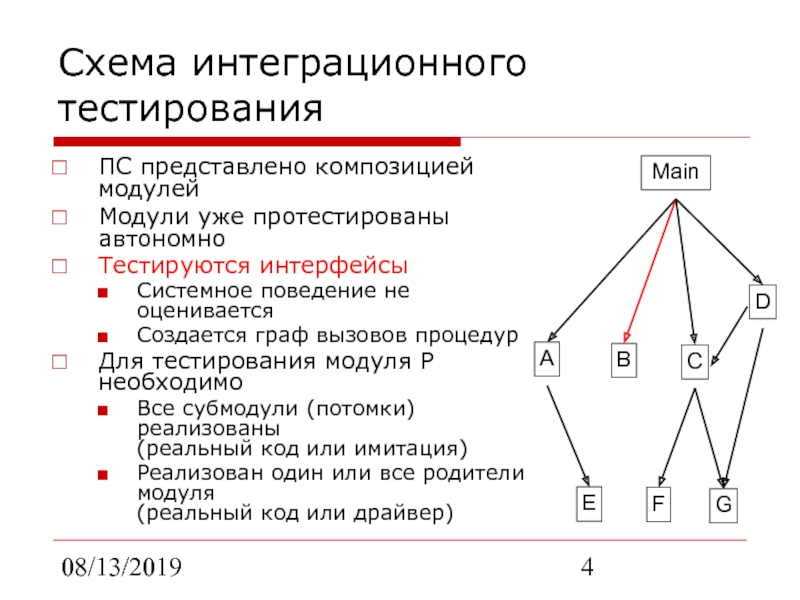 Схема интеграционного
тестирования
ПС представлено композицией
модулей
Модули уже протестированы
автономно
Тестируются интерфейсы
Системное поведение не
оценивается
Создается граф вызовов процедур
Для тестирования модуля P
необходимо
Все субмодули (потомки)
реализованы
(реальный код или имитация)
Реализован один или все родители
модуля
(реальный код или драйвер)
Main
D
A
B
C
E
F
G
08/13/2019
4